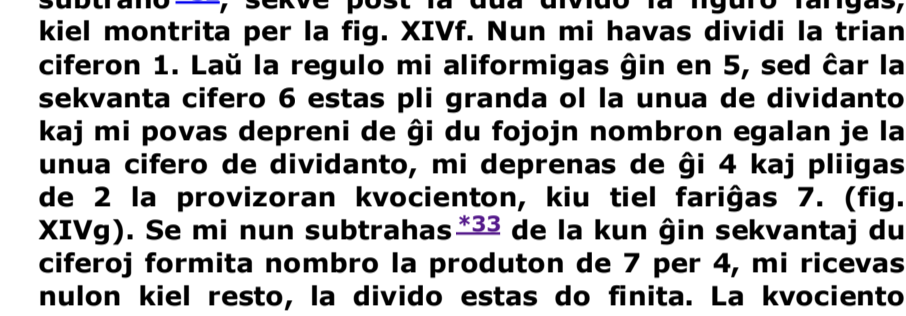 kiel montrita per la fig. XIVf. Nun mi havas dividi la trian
ciferon 1. Laŭ la regulo mi aliformigas ĝin en 5, sed ĉar la
sekvanta cifero 6 estas pli granda ol la unua de dividanto
kaj mi povas depreni de ĝi du fojojn nombron egalan je la
unua cifero de dividanto, mi deprenas de ĝi 4 kaj pliigas
de 2 la provizoran kvocienton, kiu tiel fariĝas 7. (fig.
XIVg). Se mi nun subtrahas*33 de la kun ĝin sekvantaj du
ciferoj formita nombro la produton de 7 per 4, mi ricevas
nulon kiel resto, la divido estas do finita. La kvociento